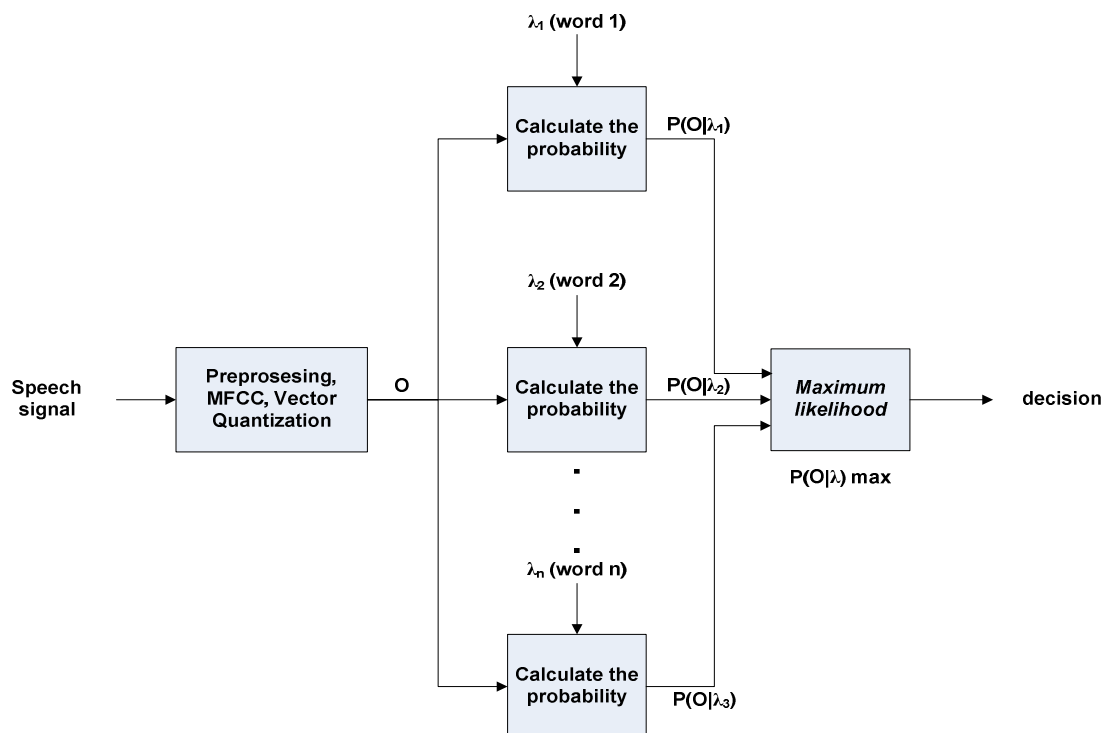 λ1 (word 1)
Calculate the
probability
P(O|λ1)
λ2 (word 2)
Speech
signal
Preprosesing,
MFCC, Vector
Quantization
O
Calculate the
probability
P(O|λ2)
Maximum
likelihood
decision
P(O|λ) max
λn (word n)
Calculate the
probability
P(O|λ3)